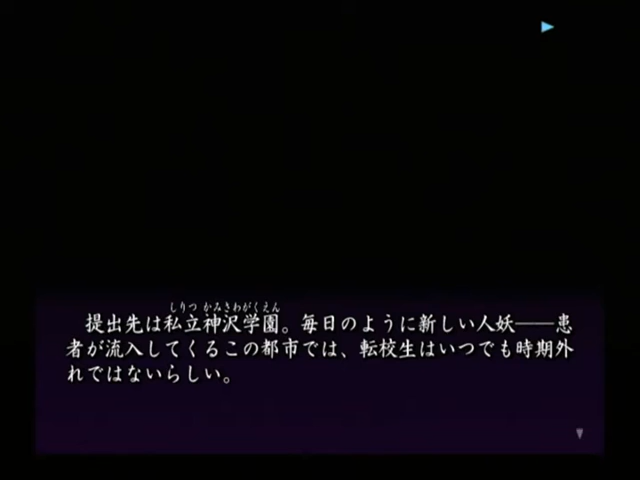 しりつ かみさわがくえん
提出先は私立神沢学園。毎日のように新しい人妖――患
者が流入してくるこの都市では、転校生はいつでも時期外
れではないらしい。